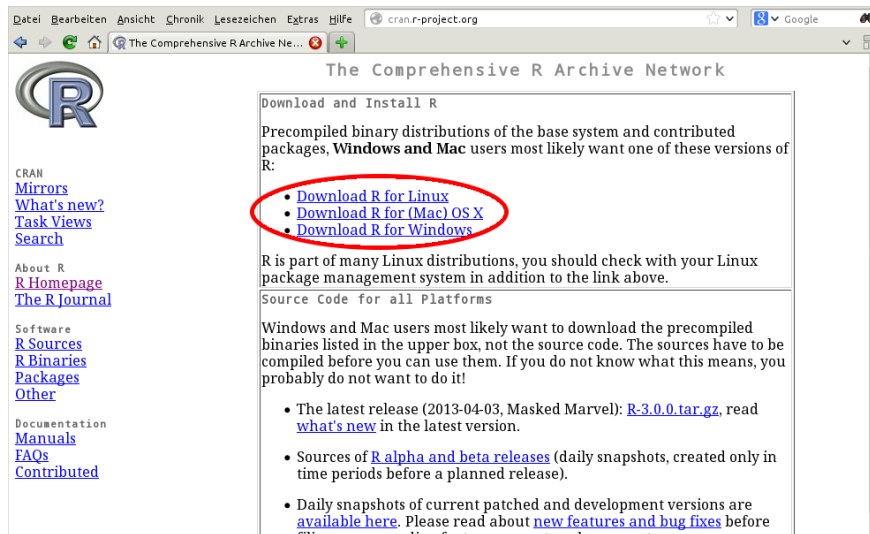 Datei Bearbeiten Ansicht Chronik Lesezeichen Extras Hilfe cran.r-project.org Google
The Comprehensive R Archive Ne...
R
The Comprehensive R Archive Network
CRAN
Mirrors
What's new?
Task Views
Search
About R
R Homepage
The R Journal
Software
R Sources
R Binaries
Packages
Other
Documentation
Manuals
FAQs
Contributed
Download and Install R
Precompiled binary distributions of the base system and contributed
packages, Windows and Mac users most likely want one of these versions of
R:
• Download R for Linux
• Download R for (Mac) OS X
• Download R for Windows
R is part of many Linux distributions, you should check with your Linux
package management system in addition to the link above.
Source Code for all Platforms
Windows and Mac users most likely want to download the precompiled
binaries listed in the upper box, not the source code. The sources have to be
compiled before you can use them. If you do not know what this means, you
probably do not want to do it!
• The latest release (2013-04-03, Masked Marvel): R-3.0.0.tar.gz, read
what's new in the latest version.
• Sources of R alpha and beta releases (daily snapshots, created only in
time periods before a planned release).
• Daily snapshots of current patched and development versions are
available here. Please read about new features and bug fixes before